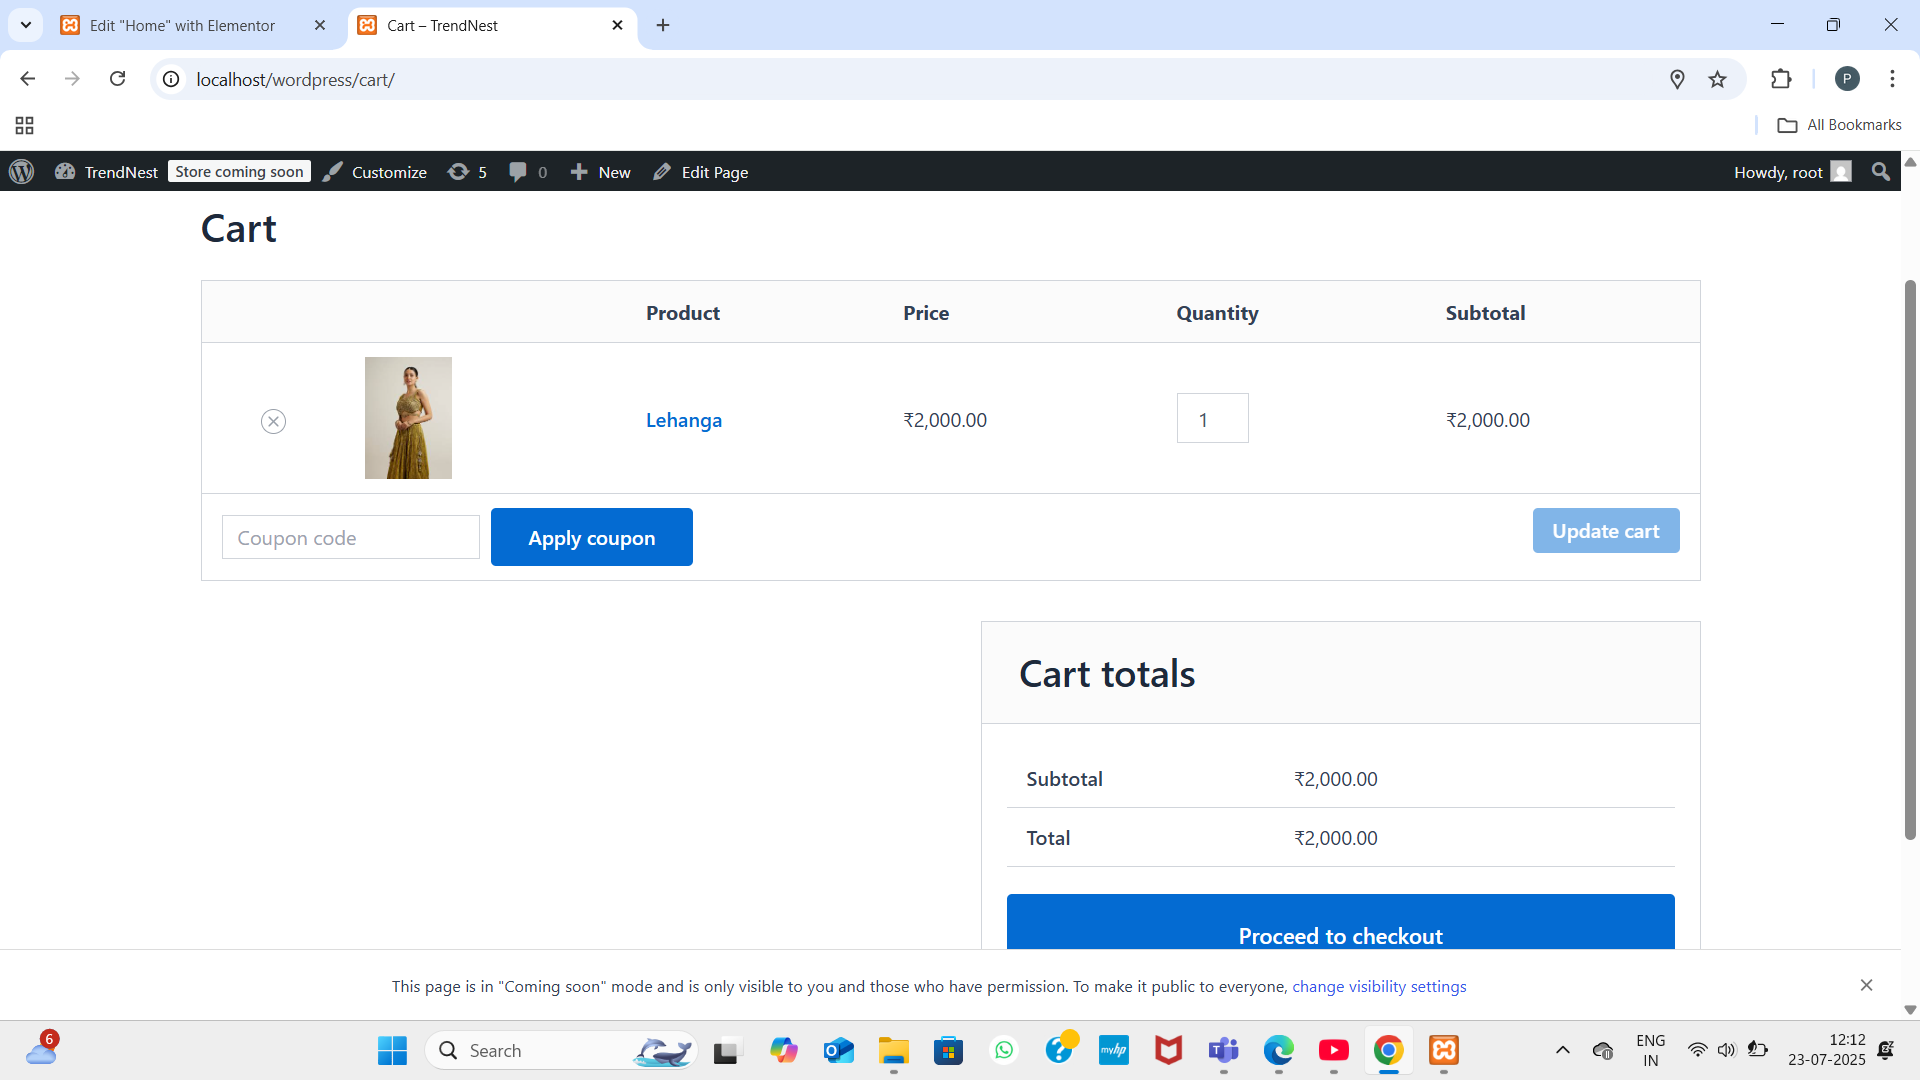 Edit "Home" with Elementor
Cart – TrendNest
localhost/wordpress/cart/
P
All Bookmarks
TrendNest
Store coming soon
Customize
5
0
New
Edit Page
Howdy, root
Cart
Product Price Quantity Subtotal
Lehanga ₹2,000.00 1 ₹2,000.00
Coupon code
Apply coupon
Update cart
Cart totals
Subtotal ₹2,000.00
Total ₹2,000.00
Proceed to checkout
This page is in "Coming soon" mode and is only visible to you and those who have permission. To make it public to everyone, change visibility settings
6
Search
myhp
ENG
IN
12:12
23-07-2025